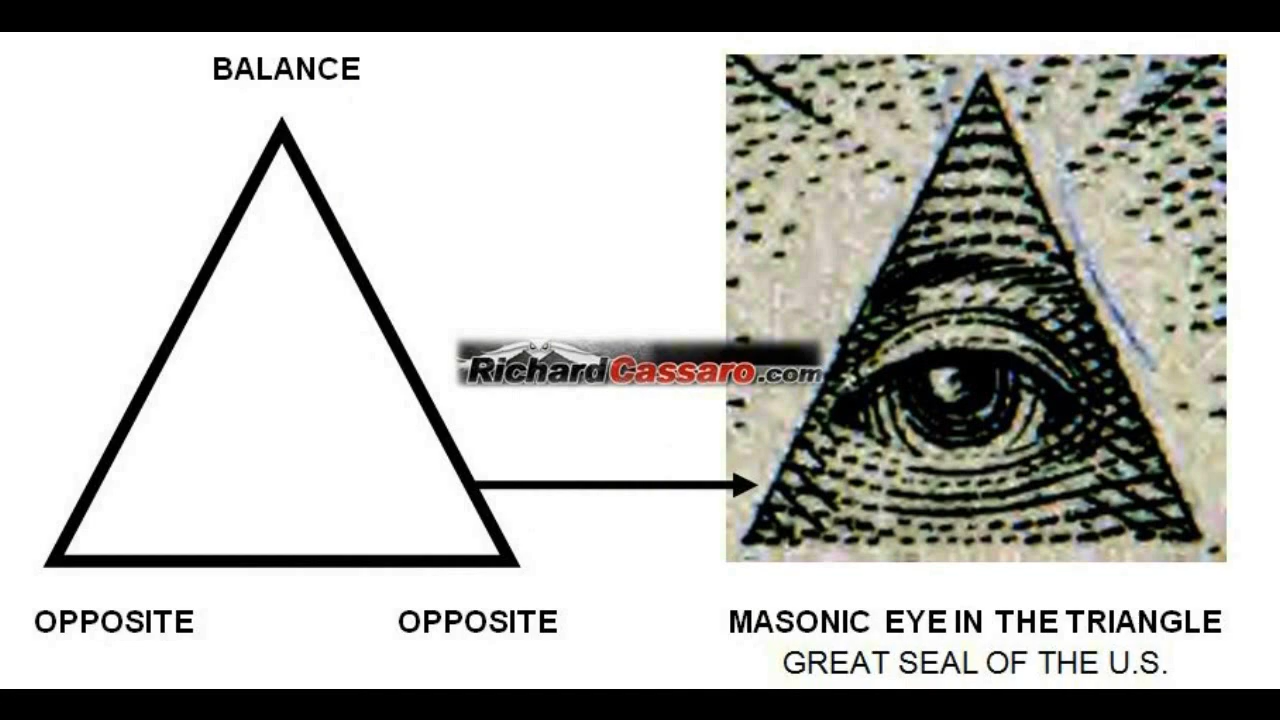 BALANCE
RichardCassaro.com
OPPOSITE
OPPOSITE
MASONIC EYE IN THE TRIANGLE
GREAT SEAL OF THE U.S.